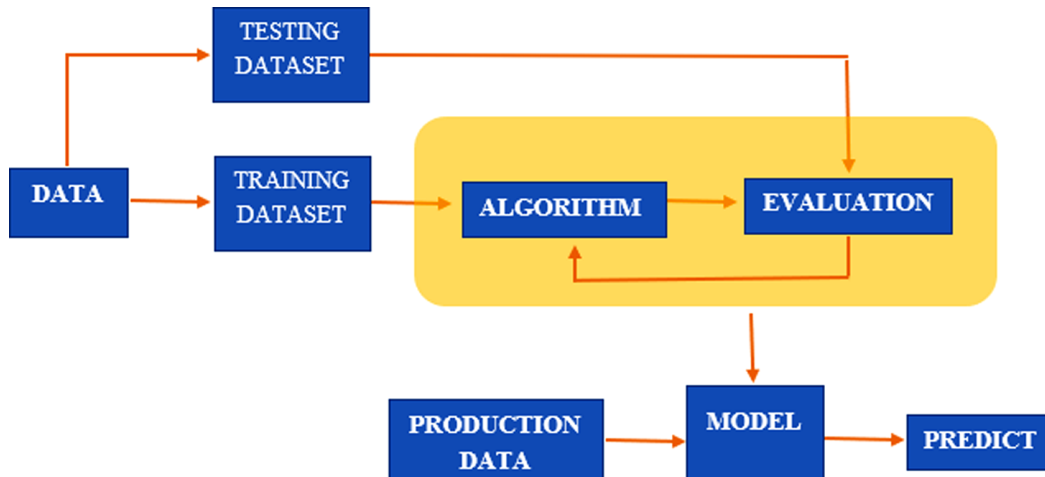 TESTING
DATASET
DATA
TRAINING
DATASET
ALGORITHM
EVALUATION
PRODUCTION
DATA
MODEL
PREDICT